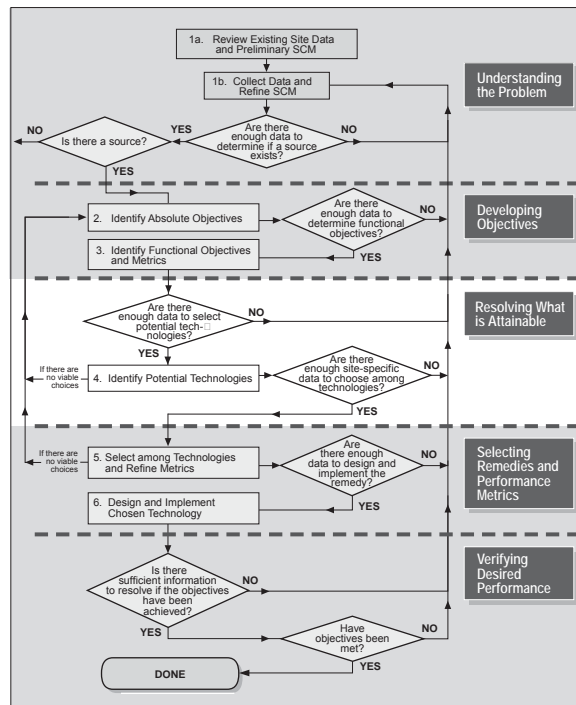 1a. Review Existing Site Data
and Preliminary SCM
1b. Collect Data and
Refine SCM
Understanding
the Problem
Are there
enough data to
determine if a source
exists?
YES
NO
Is there a source?
NO
YES
2. Identify Absolute Objectives
Are there
enough data to
determine functional
objectives?
NO
YES
Developing
Objectives
3. Identify Functional Objectives
and Metrics
Are there
enough data to select
potential tech-□
nologies?
NO
YES
Resolving What
is Attainable
If there are
no viable
choices
4. Identify Potential Technologies
Are there
enough site-specific
data to choose among
technologies?
NO
YES
If there are
no viable
choices
5. Select among Technologies
and Refine Metrics
Are
there enough
data to design and
implement the
remedy?
NO
YES
Selecting
Remedies and
Performance
Metrics
6. Design and Implement
Chosen Technology
Is there
sufficient information
to resolve if the objectives
have been
achieved?
NO
YES
Verifying
Desired
Performance
Have
objectives been
met?
NO
YES
DONE